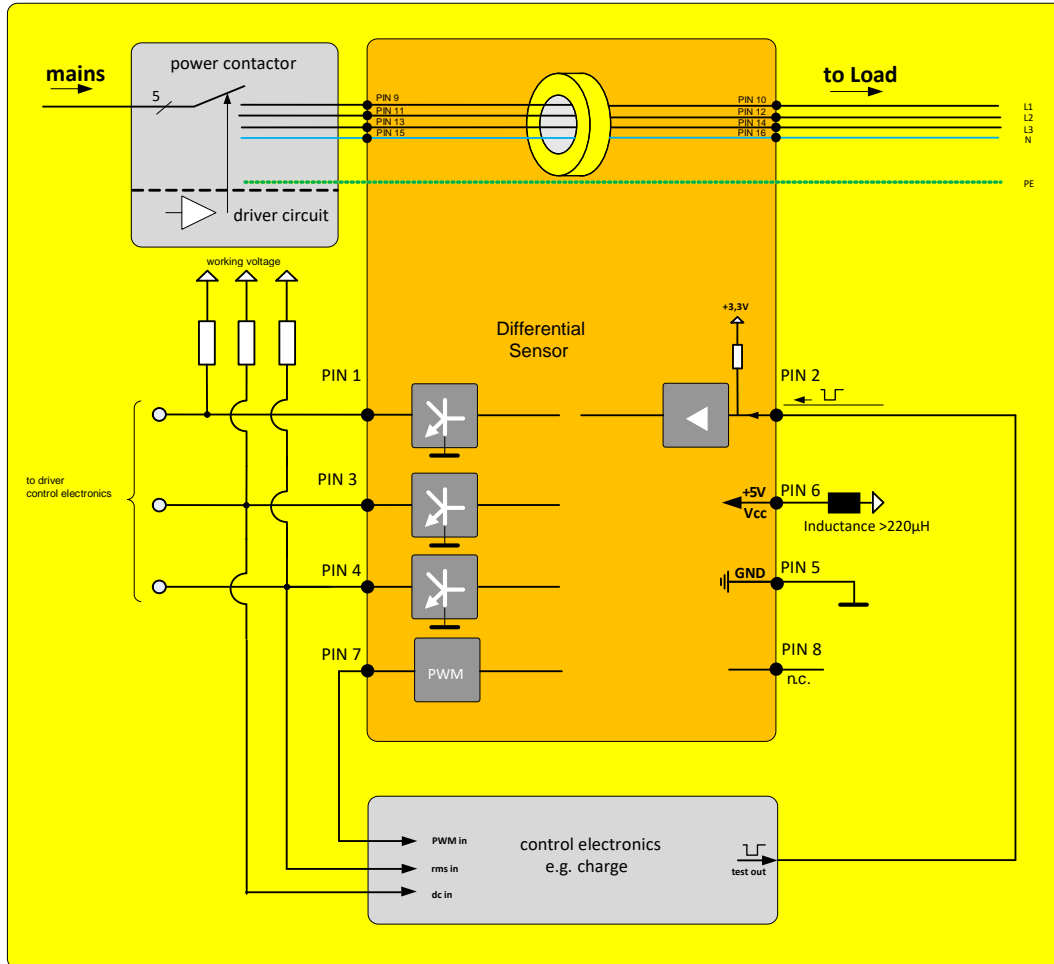 mains
power contactor
to Load
5
PIN 9
PIN 11
PIN 13
PIN 15
PIN 10
PIN 12
PIN 14
PIN 16
L1
L2
L3
N
PE
driver circuit
working voltage
+3,3V
Differential
Sensor
PIN 1
PIN 2
to driver
control electronics
PIN 3
+5V
Vcc
PIN 6
Inductance >220µH
PIN 4
GND
PIN 5
PIN 7
PWM
PIN 8
n.c.
PWM in
rms in
dc in
control electronics
e.g. charge
test out